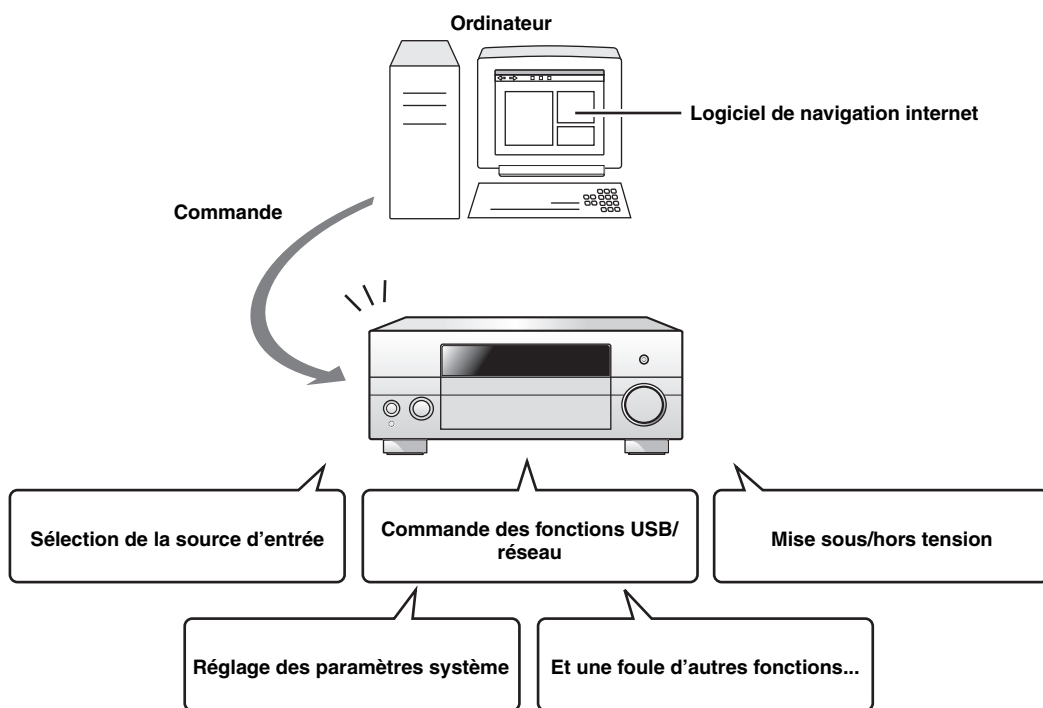 Ordinateur
Logiciel de navigation internet
Commande
Sélection de la source d'entrée
Commande des fonctions USB/
réseau
Mise sous/hors tension
Réglage des paramètres système
Et une foule d'autres fonctions...